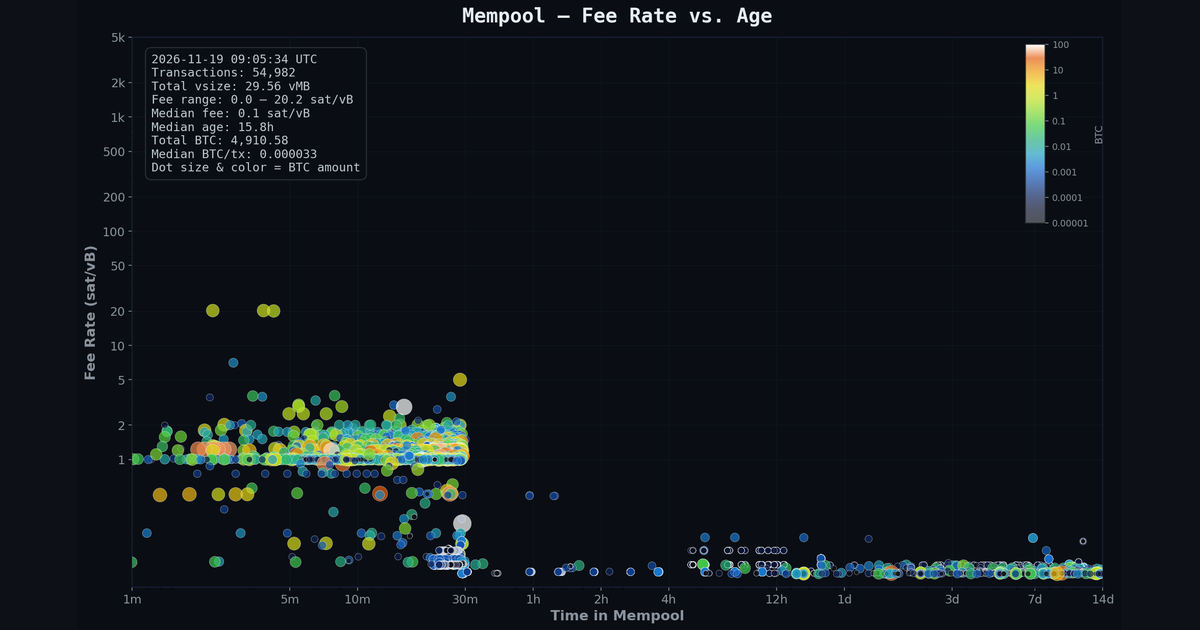 Mempool — Fee Rate vs. Age
2026-11-19 09:05:34 UTC
Transactions: 54,982
Total vsize: 29.56 vMB
Fee range: 0.0 – 20.2 sat/vB
Median fee: 0.1 sat/vB
Median age: 15.8h
Total BTC: 4,910.58
Median BTC/tx: 0.000033
Dot size & color = BTC amount
5k
2k
1k
500
200
100
50
20
10
5
2
1
Fee Rate (sat/vB)
100
10
1
0.1
0.01
0.001
0.0001
0.00001
BTC
1m 5m 10m 30m 1h 2h 4h 12h 1d 3d 7d 14d
Time in Mempool